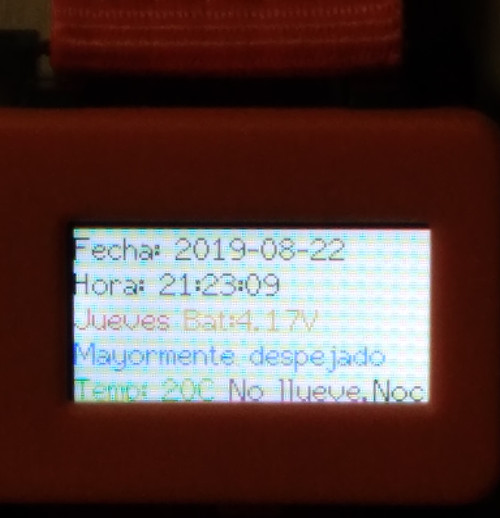 Fecha: 2019-08-22
Hora: 21:23:09
Jueves Bat:4.17V
Mayormente despejado
Temp: 20C No llueve,Noc